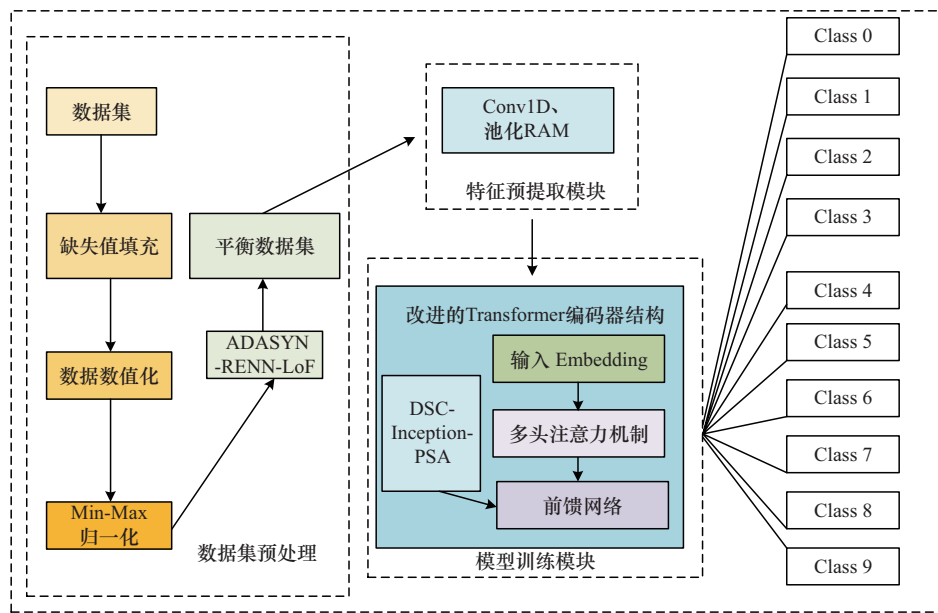 数据集
缺失值填充
数据数值化
Min-Max
归一化
ADASYN
-RENN-LoF
平衡数据集
数据集预处理
Conv1D、
池化RAM
特征预提取模块
改进的Transformer编码器结构
输入 Embedding
多头注意力机制
前馈网络
DSC-
Inception-
PSA
模型训练模块
Class 0
Class 1
Class 2
Class 3
Class 4
Class 5
Class 6
Class 7
Class 8
Class 9